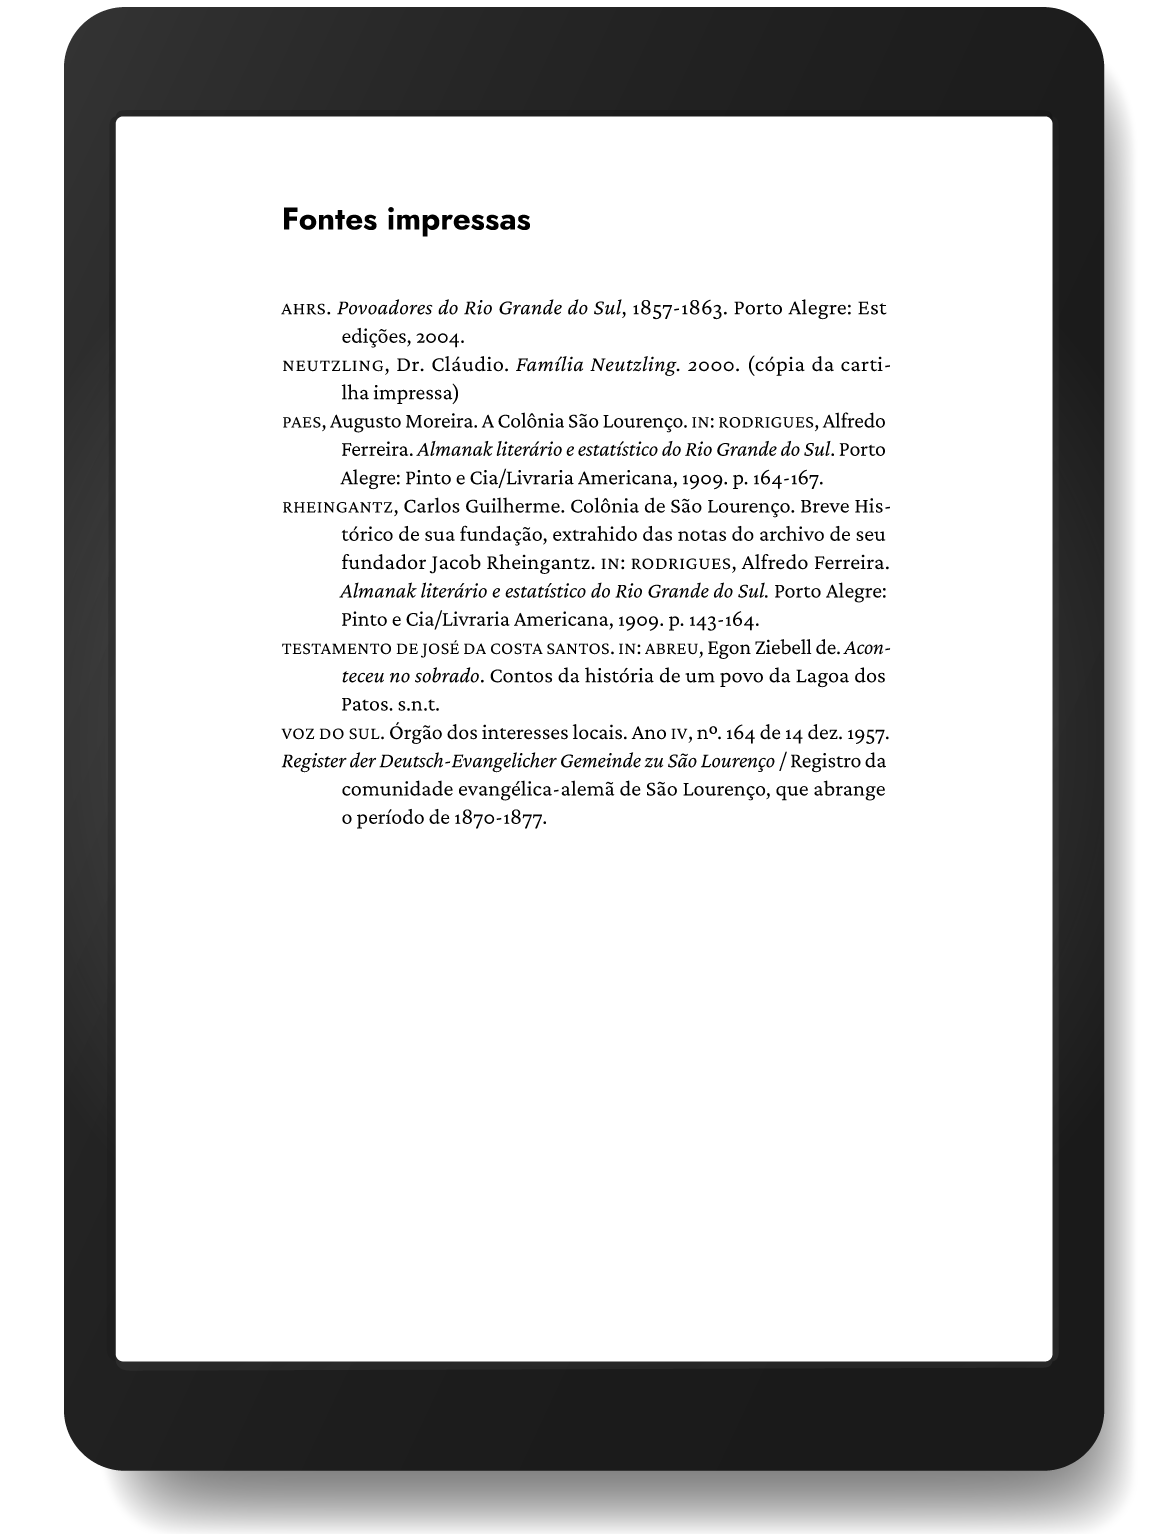 Fontes impressas
AHRS. Povoadores do Rio Grande do Sul, 1857-1863. Porto Alegre: Est
edições, 2004.
NEUTZLING, Dr. Cláudio. Família Neutzling. 2000. (cópia da carti-
lha impressa)
PAES, Augusto Moreira. A Colônia São Lourenço. IN: RODRIGUES, Alfredo
Ferreira. Almanak literário e estatístico do Rio Grande do Sul. Porto
Alegre: Pinto e Cia/Livraria Americana, 1909. p. 164-167.
RHEINGANTZ, Carlos Guilherme. Colônia de São Lourenço. Breve His-
tórico de sua fundação, extrahido das notas do archivo de seu
fundador Jacob Rheingantz. IN: RODRIGUES, Alfredo Ferreira.
Almanak literário e estatístico do Rio Grande do Sul. Porto Alegre:
Pinto e Cia/Livraria Americana, 1909. p. 143-164.
TESTAMENTO DE JOSÉ DA COSTA SANTOS. IN: ABREU, Egon Ziebell de. Acon-
teceu no sobrado. Contos da história de um povo da Lagoa dos
Patos. s.n.t.
VOZ DO SUL. Órgão dos interesses locais. Ano IV, nº. 164 de 14 dez. 1957.
Register der Deutsch-Evangelicher Gemeinde zu São Lourenço / Registro da
comunidade evangélica-alemã de São Lourenço, que abrange
o período de 1870-1877.